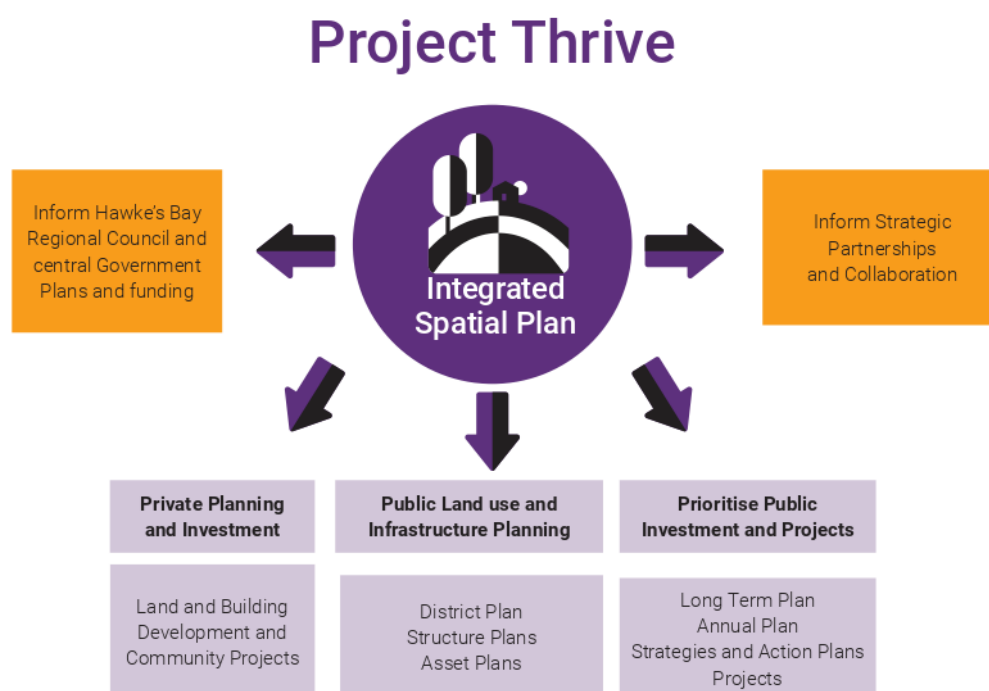 Project Thrive
Integrated
Spatial Plan
Inform Hawke's Bay
Regional Council and
central Government
Plans and funding
Inform Strategic
Partnerships
and Collaboration
Private Planning
and Investment
Land and Building
Development and
Community Projects
Public Land use and
Infrastructure Planning
District Plan
Structure Plans
Asset Plans
Prioritise Public
Investment and Projects
Long Term Plan
Annual Plan
Strategies and Action Plans
Projects